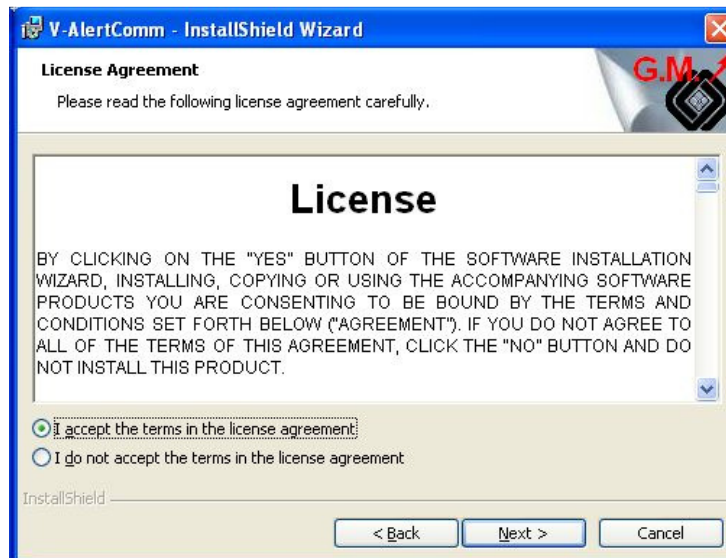 V-AlertComm - InstallShield Wizard
License Agreement
Please read the following license agreement carefully.
G.M.
License
BY CLICKING ON THE "YES" BUTTON OF THE SOFTWARE INSTALLATION
WIZARD, INSTALLING, COPYING OR USING THE ACCOMPANYING SOFTWARE
PRODUCTS YOU ARE CONSENTING TO BE BOUND BY THE TERMS AND
CONDITIONS SET FORTH BELOW ("AGREEMENT"). IF YOU DO NOT AGREE TO
ALL OF THE TERMS OF THIS AGREEMENT, CLICK THE "NO" BUTTON AND DO
NOT INSTALL THIS PRODUCT.
I accept the terms in the license agreement
I do not accept the terms in the license agreement
InstallShield
< Back Next > Cancel